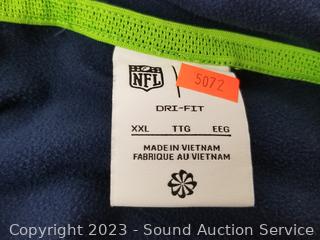 NFL
5072
DRI-FIT
XXL TTG EEG
MADE IN VIETNAM
FABRIQUE AU VIETNAM
Copyright 2023 - Sound Auction Service